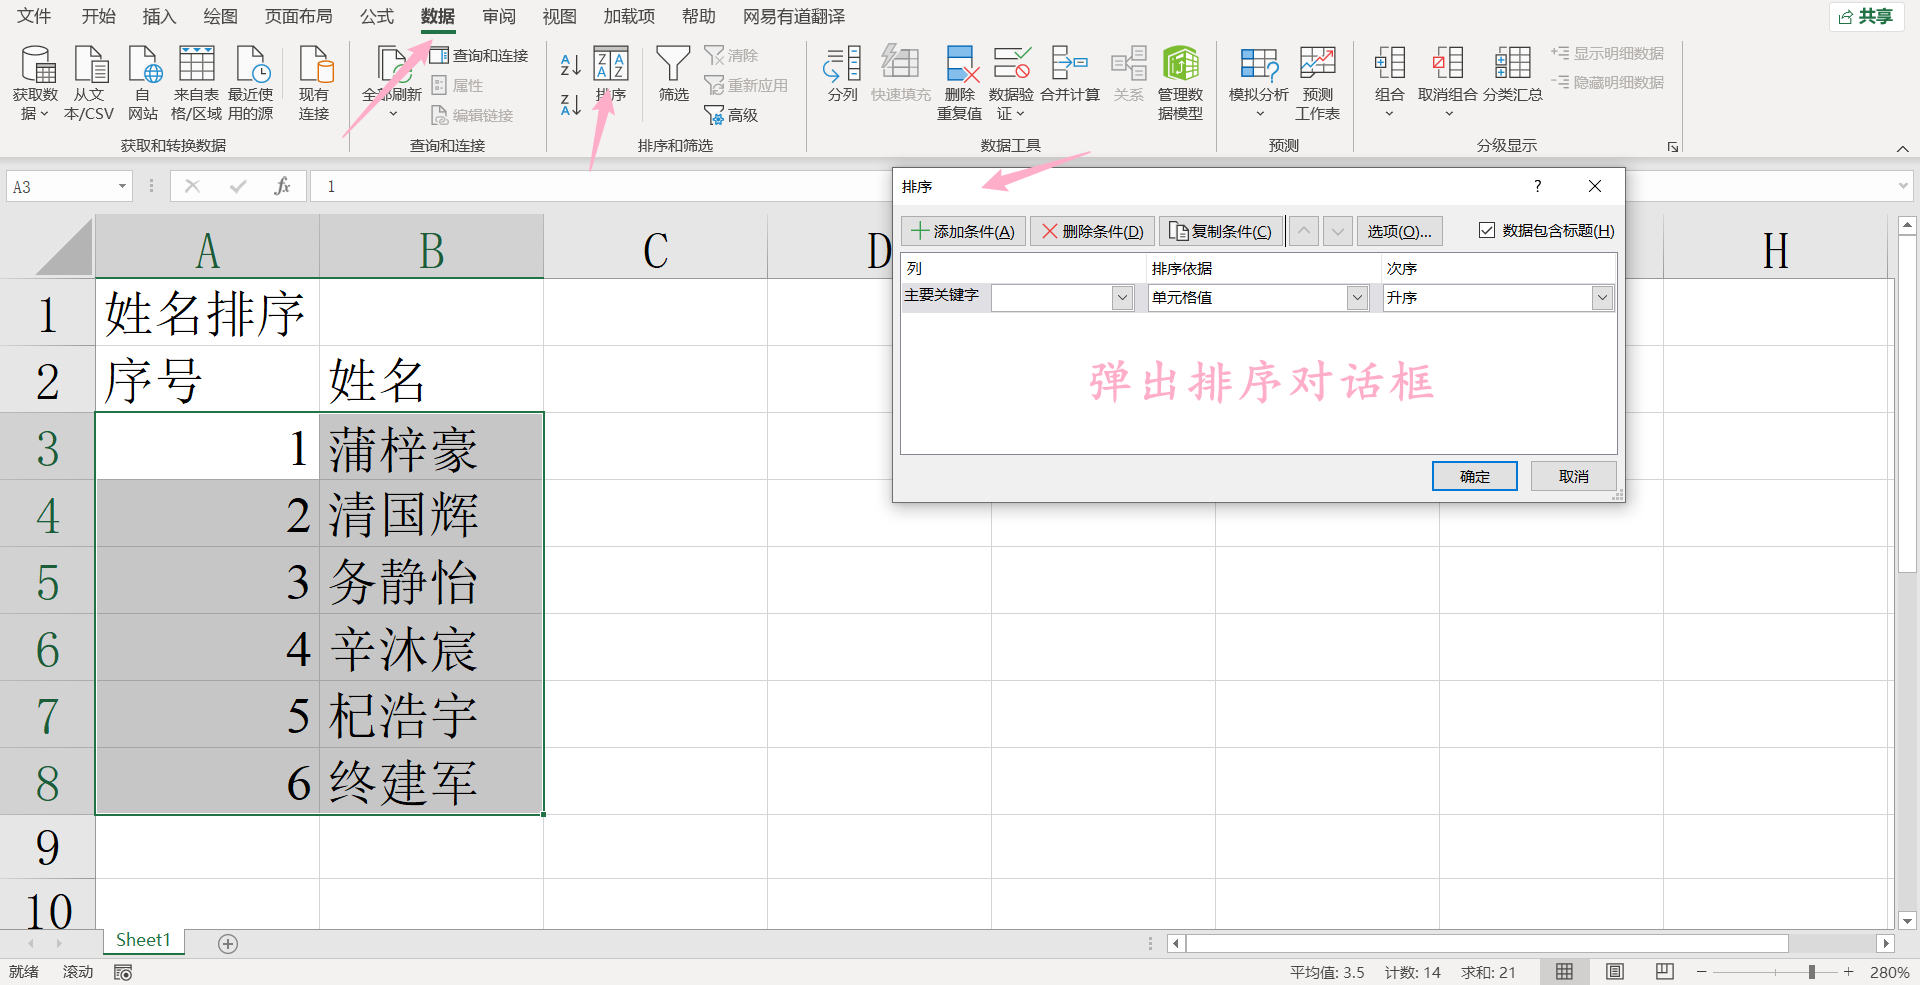 文件 开始 插入 绘图 页面布局 公式 数据 审阅 视图 加载项 帮助 网易有道翻译 共享
获取数据 从文本/CSV 自网站 来自表格/区域 最近使用的源 现有连接
获取和转换数据
全部刷新 查询和连接 属性 编辑链接
查询和连接
排序 筛选 清除 重新应用 高级
排序和筛选
分列 快速填充 删除重复值 数据验证 合并计算 关系 管理数据模型
数据工具
模拟分析 预测工作表
预测
组合 取消组合 分类汇总 显示明细数据 隐藏明细数据
分级显示
A3 fx 1
排序 ?
添加条件(A) 删除条件(D) 复制条件(C) 选项(O)... 数据包含标题(H)
列 排序依据 次序
主要关键字 单元格值 升序
弹出排序对话框
确定 取消
A B C D H
1 姓名排序
2 序号 姓名
3 1 蒲梓豪
4 2 清国辉
5 3 务静怡
6 4 辛沐宸
7 5 杞浩宇
8 6 终建军
9
10
Sheet1
就绪 滚动 平均值: 3.5 计数: 14 求和: 21 280%